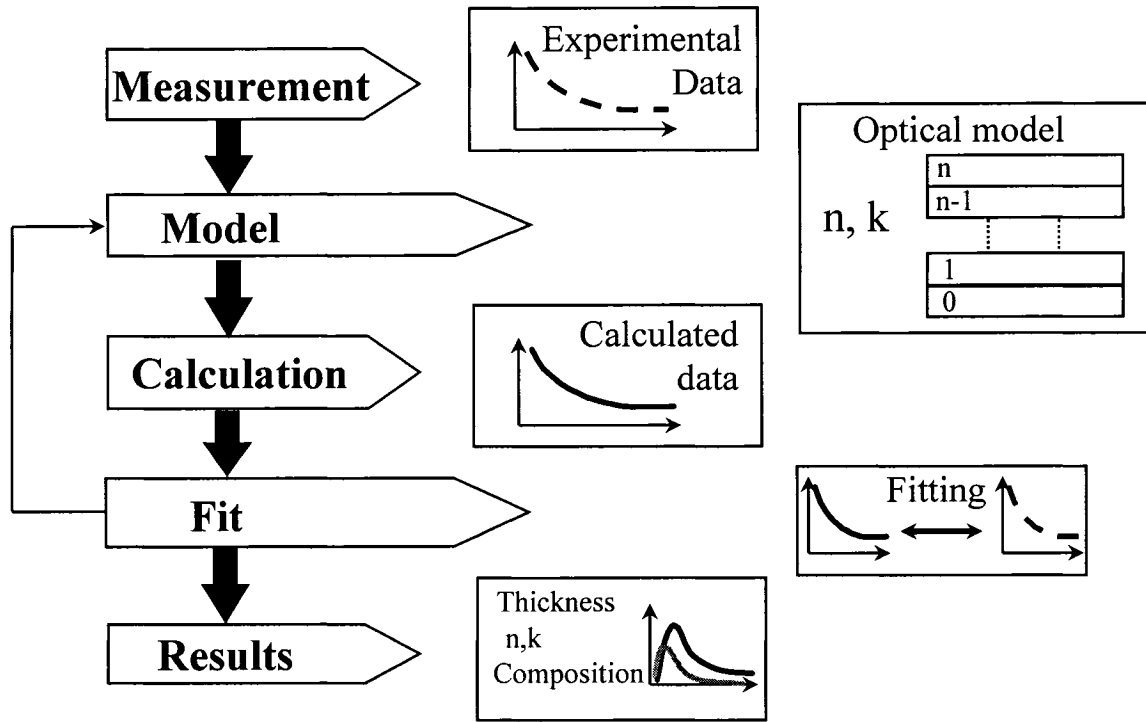 Measurement
Experimental
Data
Optical model
n, k
n
n-1
1
0
Model
Calculation
Calculated
data
Fit
Fitting
Results
Thickness
n,k
Composition